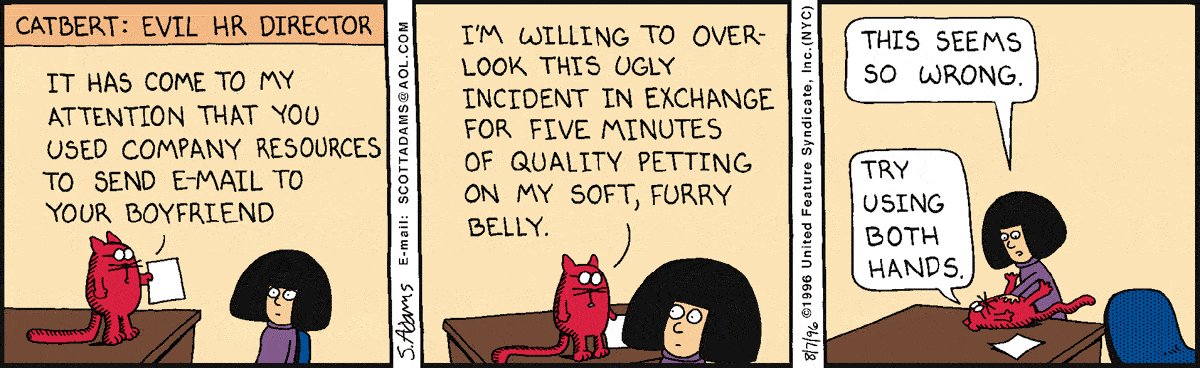 CATBERT: EVIL HR DIRECTOR
IT HAS COME TO MY
ATTENTION THAT YOU
USED COMPANY RESOURCES
TO SEND E-MAIL TO
YOUR BOYFRIEND
S. Adams E-mail: SCOTTADAMS@AOL.COM
I'M WILLING TO OVER-
LOOK THIS UGLY
INCIDENT IN EXCHANGE
FOR FIVE MINUTES
OF QUALITY PETTING
ON MY SOFT, FURRY
BELLY.
8/7/96 ©1996 United Feature Syndicate, Inc.(NYC)
THIS SEEMS
SO WRONG.
TRY
USING
BOTH
HANDS.